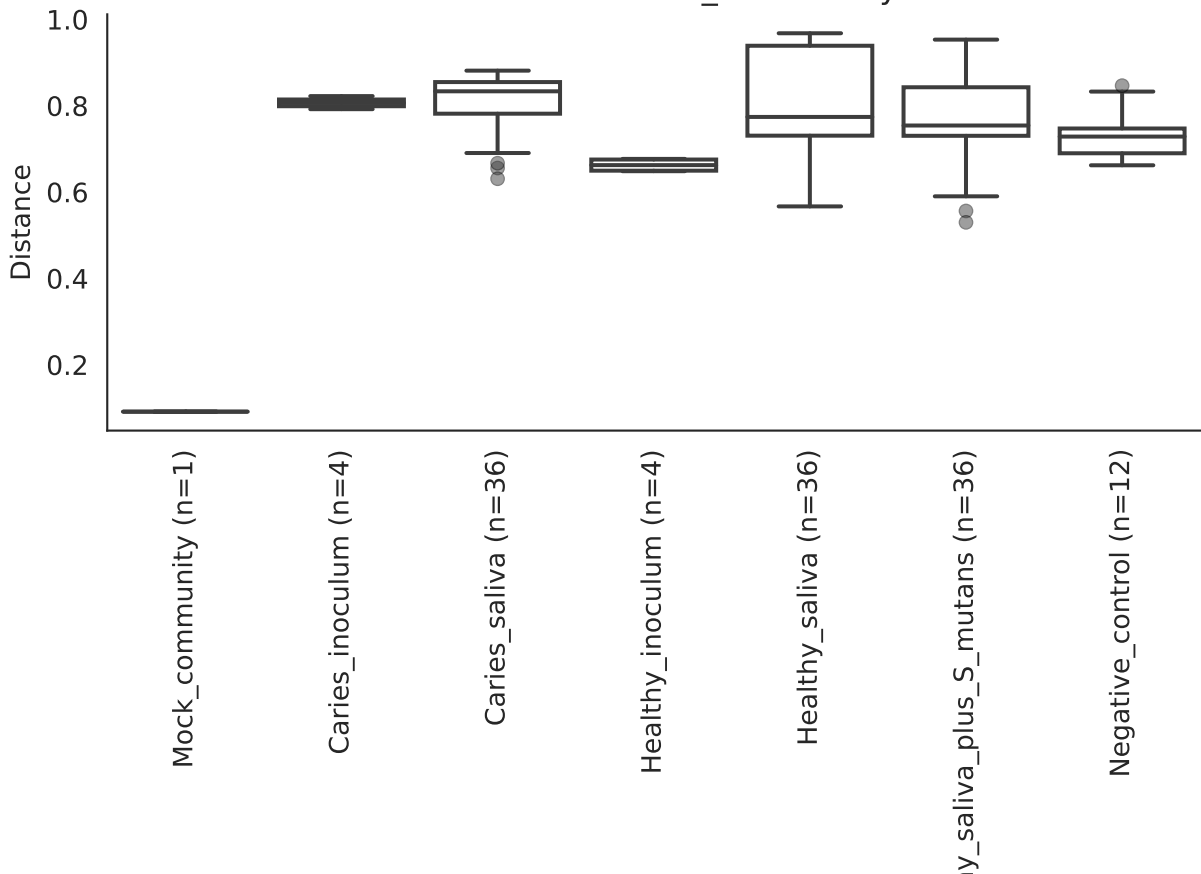 1.0
0.8
0.6
0.4
0.2
Distance
Mock_community (n=1)
Caries_inoculum (n=4)
Caries_saliva (n=36)
Healthy_inoculum (n=4)
Healthy_saliva (n=36)
y_saliva_plus_S_mutans (n=36)
Negative_control (n=12)